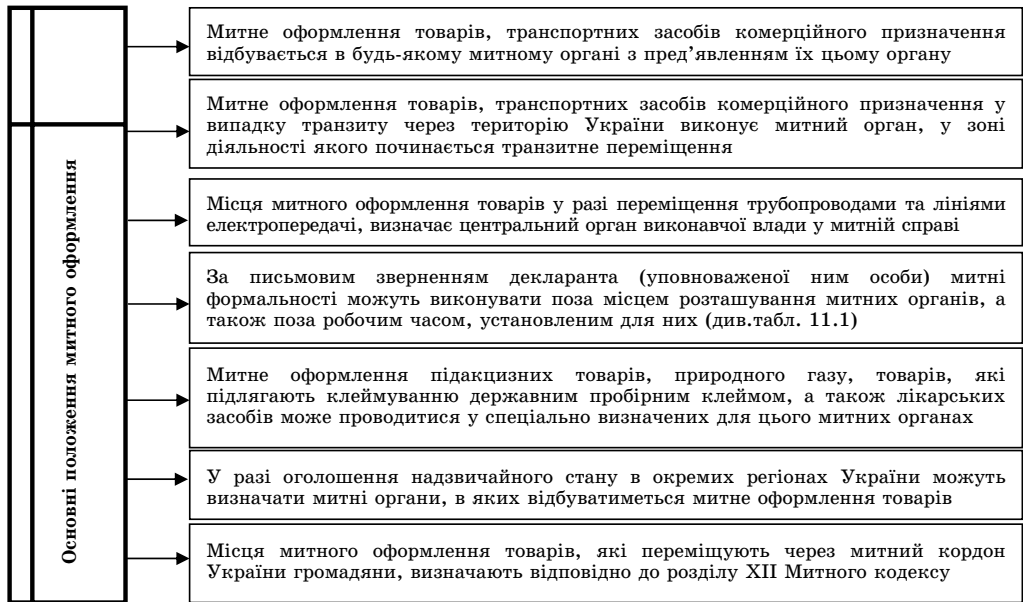 Основні положення митного оформлення
Митне оформлення товарів, транспортних засобів комерційного призначення
відбувається в будь-якому митному органі з пред’явленням їх цьому органу
Митне оформлення товарів, транспортних засобів комерційного призначення у
випадку транзиту через територію України виконує митний орган, у зоні
діяльності якого починається транзитне переміщення
Місця митного оформлення товарів у разі переміщення трубопроводами та лініями
електропередачі, визначає центральний орган виконавчої влади у митній справі
За письмовим зверненням декларанта (уповноваженої ним особи) митні
формальності можуть виконувати поза місцем розташування митних органів, а
також поза робочим часом, установленим для них (див.табл. 11.1)
Митне оформлення підакцизних товарів, природного газу, товарів, які
підлягають клеймуванню державним пробірним клеймом, а також лікарських
засобів може проводитися у спеціально визначених для цього митних органах
У разі оголошення надзвичайного стану в окремих регіонах України можуть
визначати митні органи, в яких відбуватиметься митне оформлення товарів
Місця митного оформлення товарів, які переміщують через митний кордон
України громадяни, визначають відповідно до розділу XII Митного кодексу